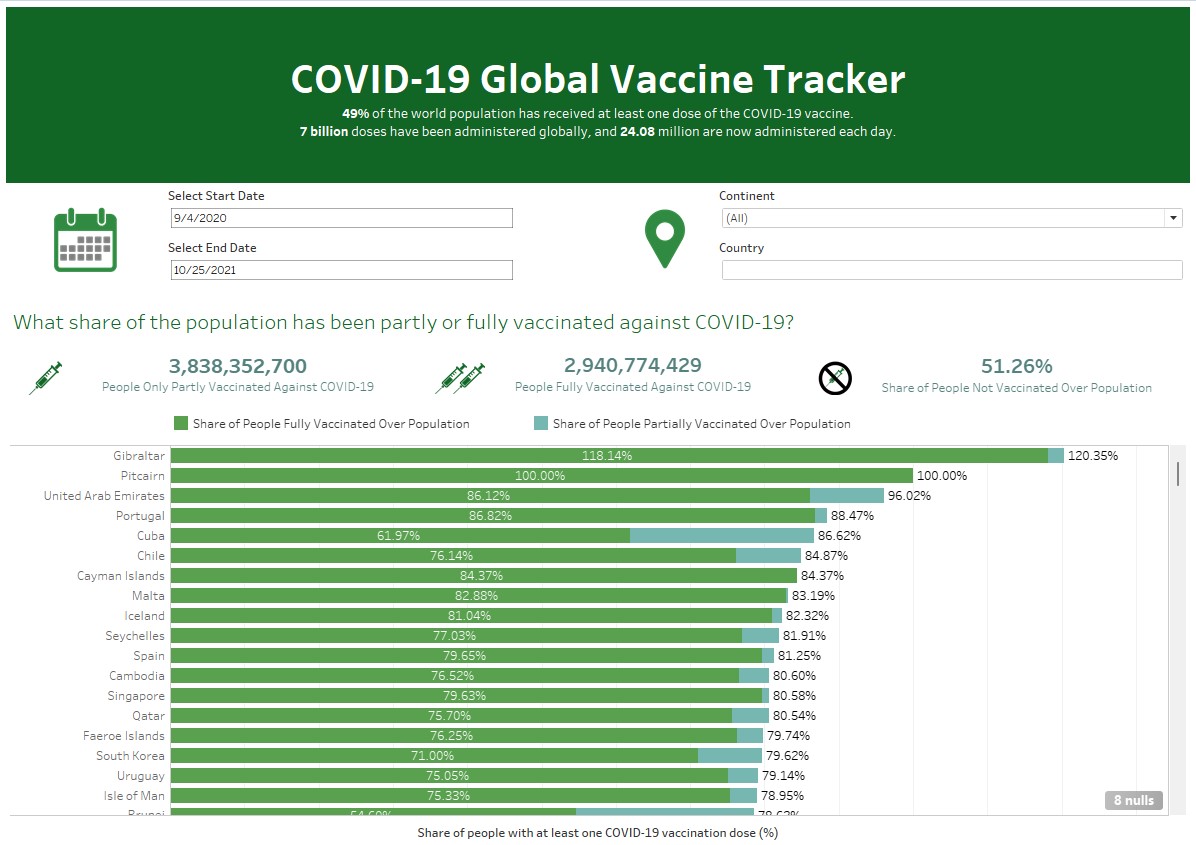 COVID-19 Global Vaccine Tracker
49% of the world population has received at least one dose of the COVID-19 vaccine.
7 billion doses have been administered globally, and 24.08 million are now administered each day.
Select Start Date
9/4/2020
Select End Date
10/25/2021
Continent
(All)
Country
What share of the population has been partly or fully vaccinated against COVID-19?
3,838,352,700
People Only Partly Vaccinated Against COVID-19
2,940,774,429
People Fully Vaccinated Against COVID-19
51.26%
Share of People Not Vaccinated Over Population
Share of People Fully Vaccinated Over Population
Share of People Partially Vaccinated Over Population
Gibraltar 118.14% 120.35%
Pitcairn 100.00% 100.00%
United Arab Emirates 86.12% 96.02%
Portugal 86.82% 88.47%
Cuba 61.97% 86.62%
Chile 76.14% 84.87%
Cayman Islands 84.37% 84.37%
Malta 82.88% 83.19%
Iceland 81.04% 82.32%
Seychelles 77.03% 81.91%
Spain 79.65% 81.25%
Cambodia 76.52% 80.60%
Singapore 79.63% 80.58%
Qatar 75.70% 80.54%
Faeroe Islands 76.25% 79.74%
South Korea 71.00% 79.62%
Uruguay 75.05% 79.14%
Isle of Man 75.33% 78.95%
Brunei
8 nulls
Share of people with at least one COVID-19 vaccination dose (%)